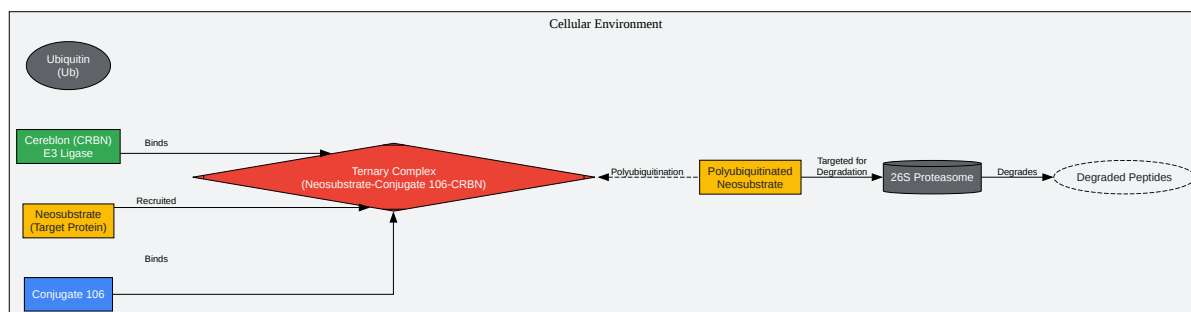 Cellular Environment
Ubiquitin
(Ub)
Cereblon (CRBN)
E3 Ligase
Binds
Ternary Complex
(Neosubstrate-Conjugate 106-CRBN)
Polyubiquitination
Polyubiquitinated
Neosubstrate
Targeted for
Degradation
26S Proteasome
Degrades
Degraded Peptides
Neosubstrate
(Target Protein)
Recruited
Binds
Conjugate 106